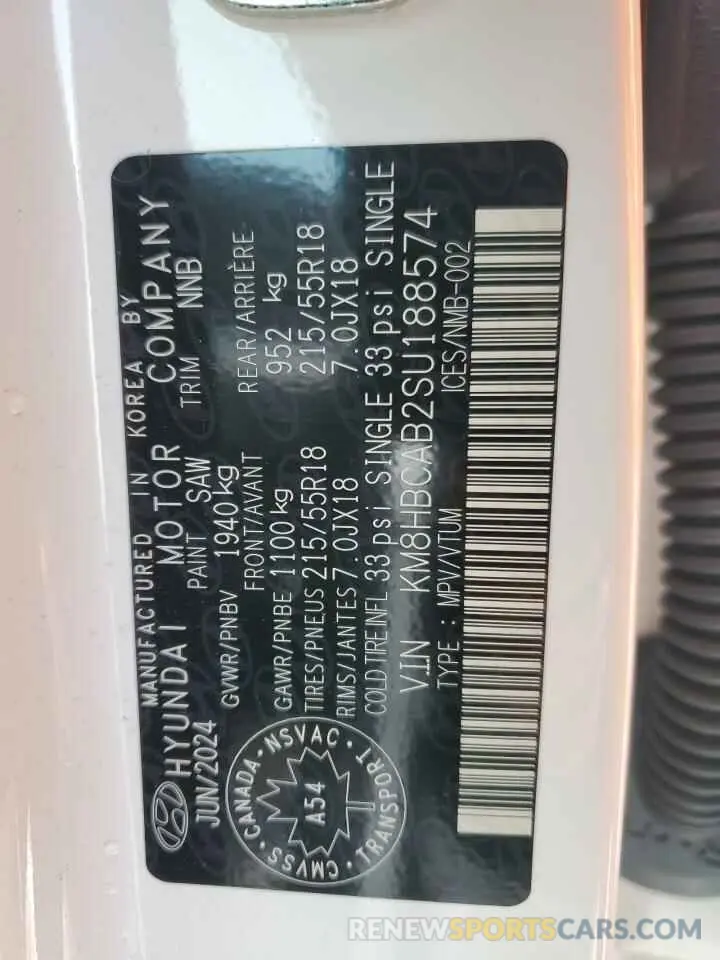 MANUFACTURED IN KOREA BY
HYUNDAI MOTOR COMPANY
JUN/2024 PAINT SAW TRIM NNB
GVWR/PNBV 1940kg
FRONT/AVANT REAR/ARRIÈRE
GAWR/PNBE 1100kg 952 kg
TIRES/PNEUS 215/55R18 215/55R18
RIMS/JANTES 7.0JX18 7.0JX18
COLD TIRE INFL 33 psi SINGLE 33 psi SINGLE
VIN KM8HBCAB2SU188574
TYPE : MPV/VTUM ICES/NMB-002
CANADA · NSVAC · TRANSPORT · CMVSS
A54
RENEWSPORTSCARS.COM